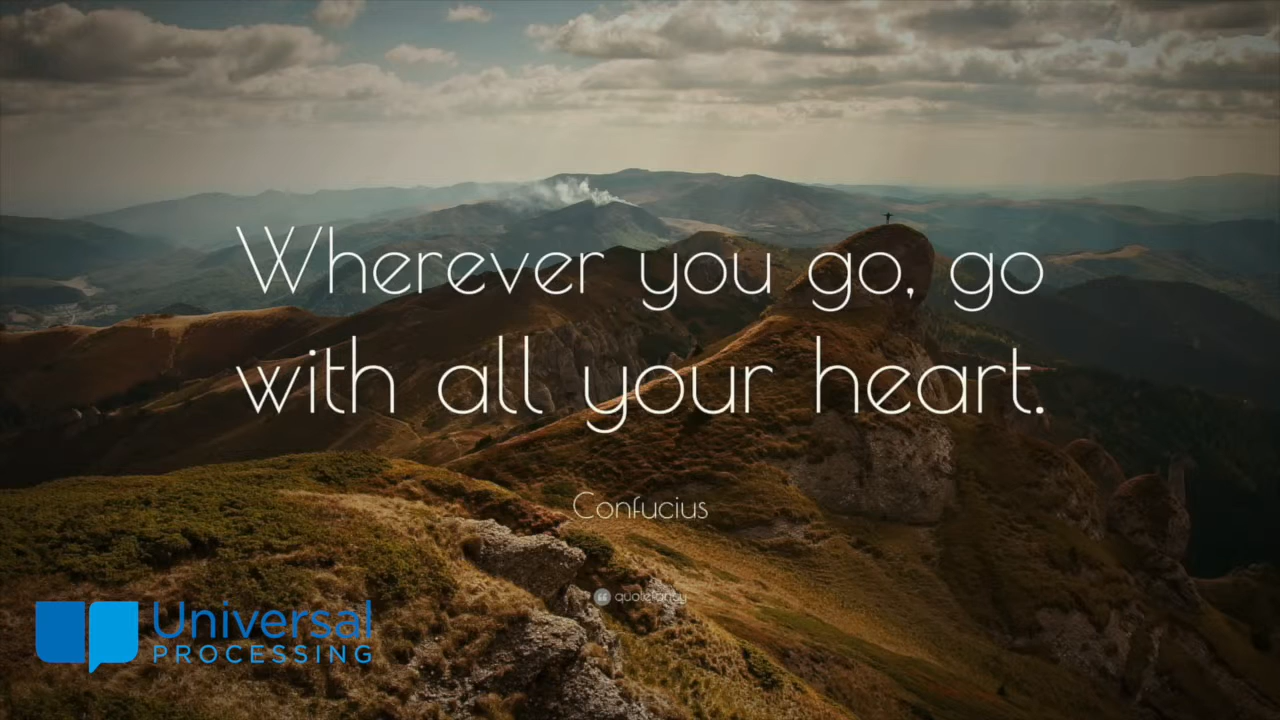 Wherever you go, go
with all your heart.
Confucius
quotefancy
Universal
PROCESSING